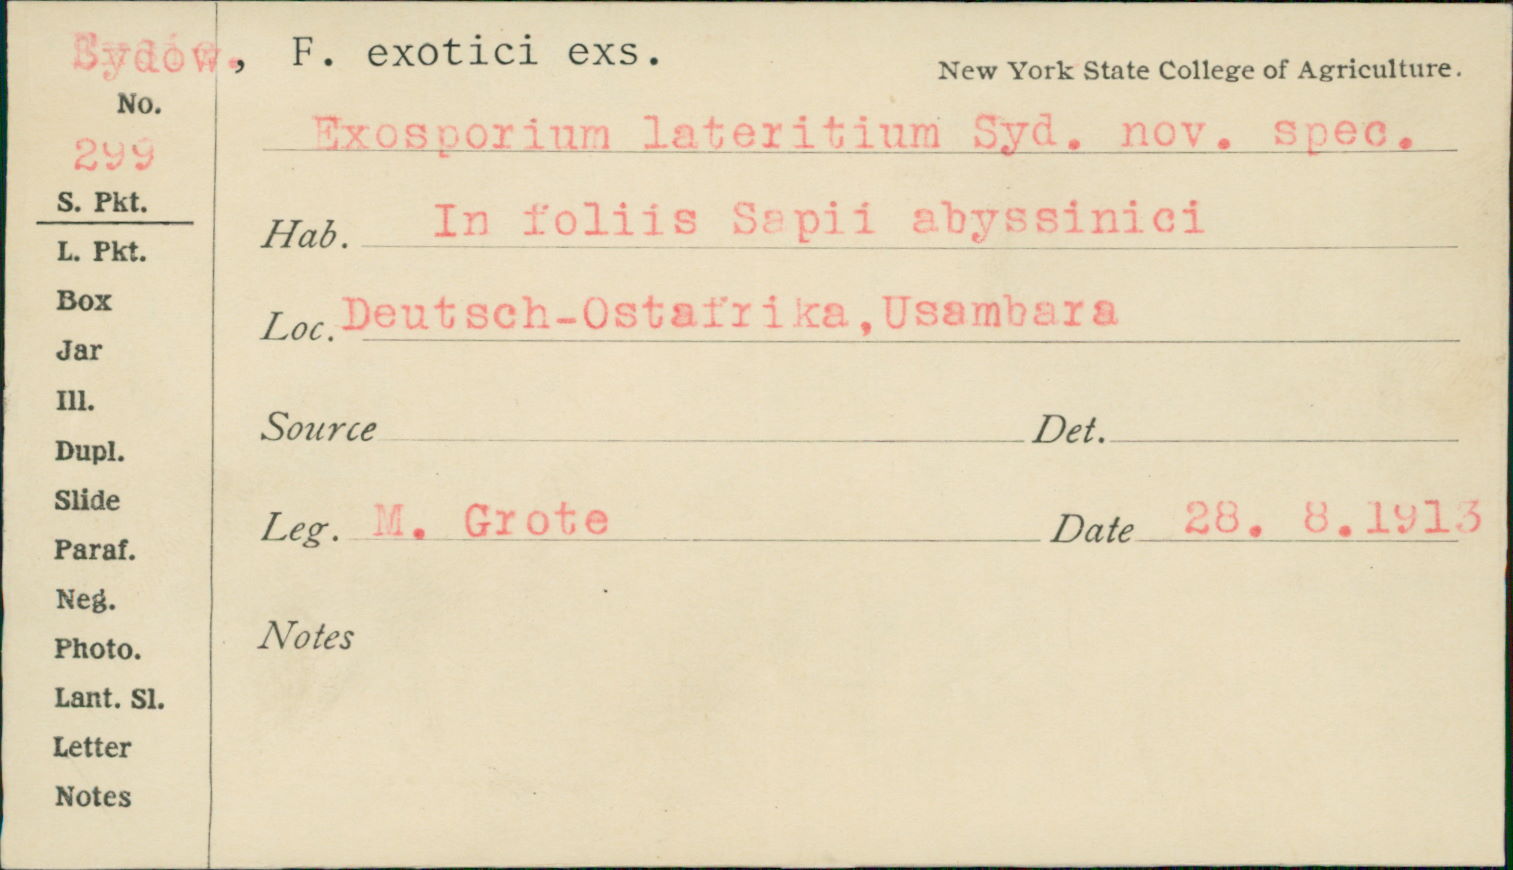 Sydow., F. exotici exs.
New York State College of Agriculture.
No.
299
Exosporium lateritium Syd. nov. spec.
S. Pkt.
Hab. In foliis Sapii abyssinici
L. Pkt.
Box
Loc. Deutsch-Ostafrika,Usambara
Jar
Ill.
Source
Det.
Dupl.
Slide
Leg. M. Grote
Date 28. 8.1913
Paraf.
Neg.
Notes
Photo.
Lant. Sl.
Letter
Notes